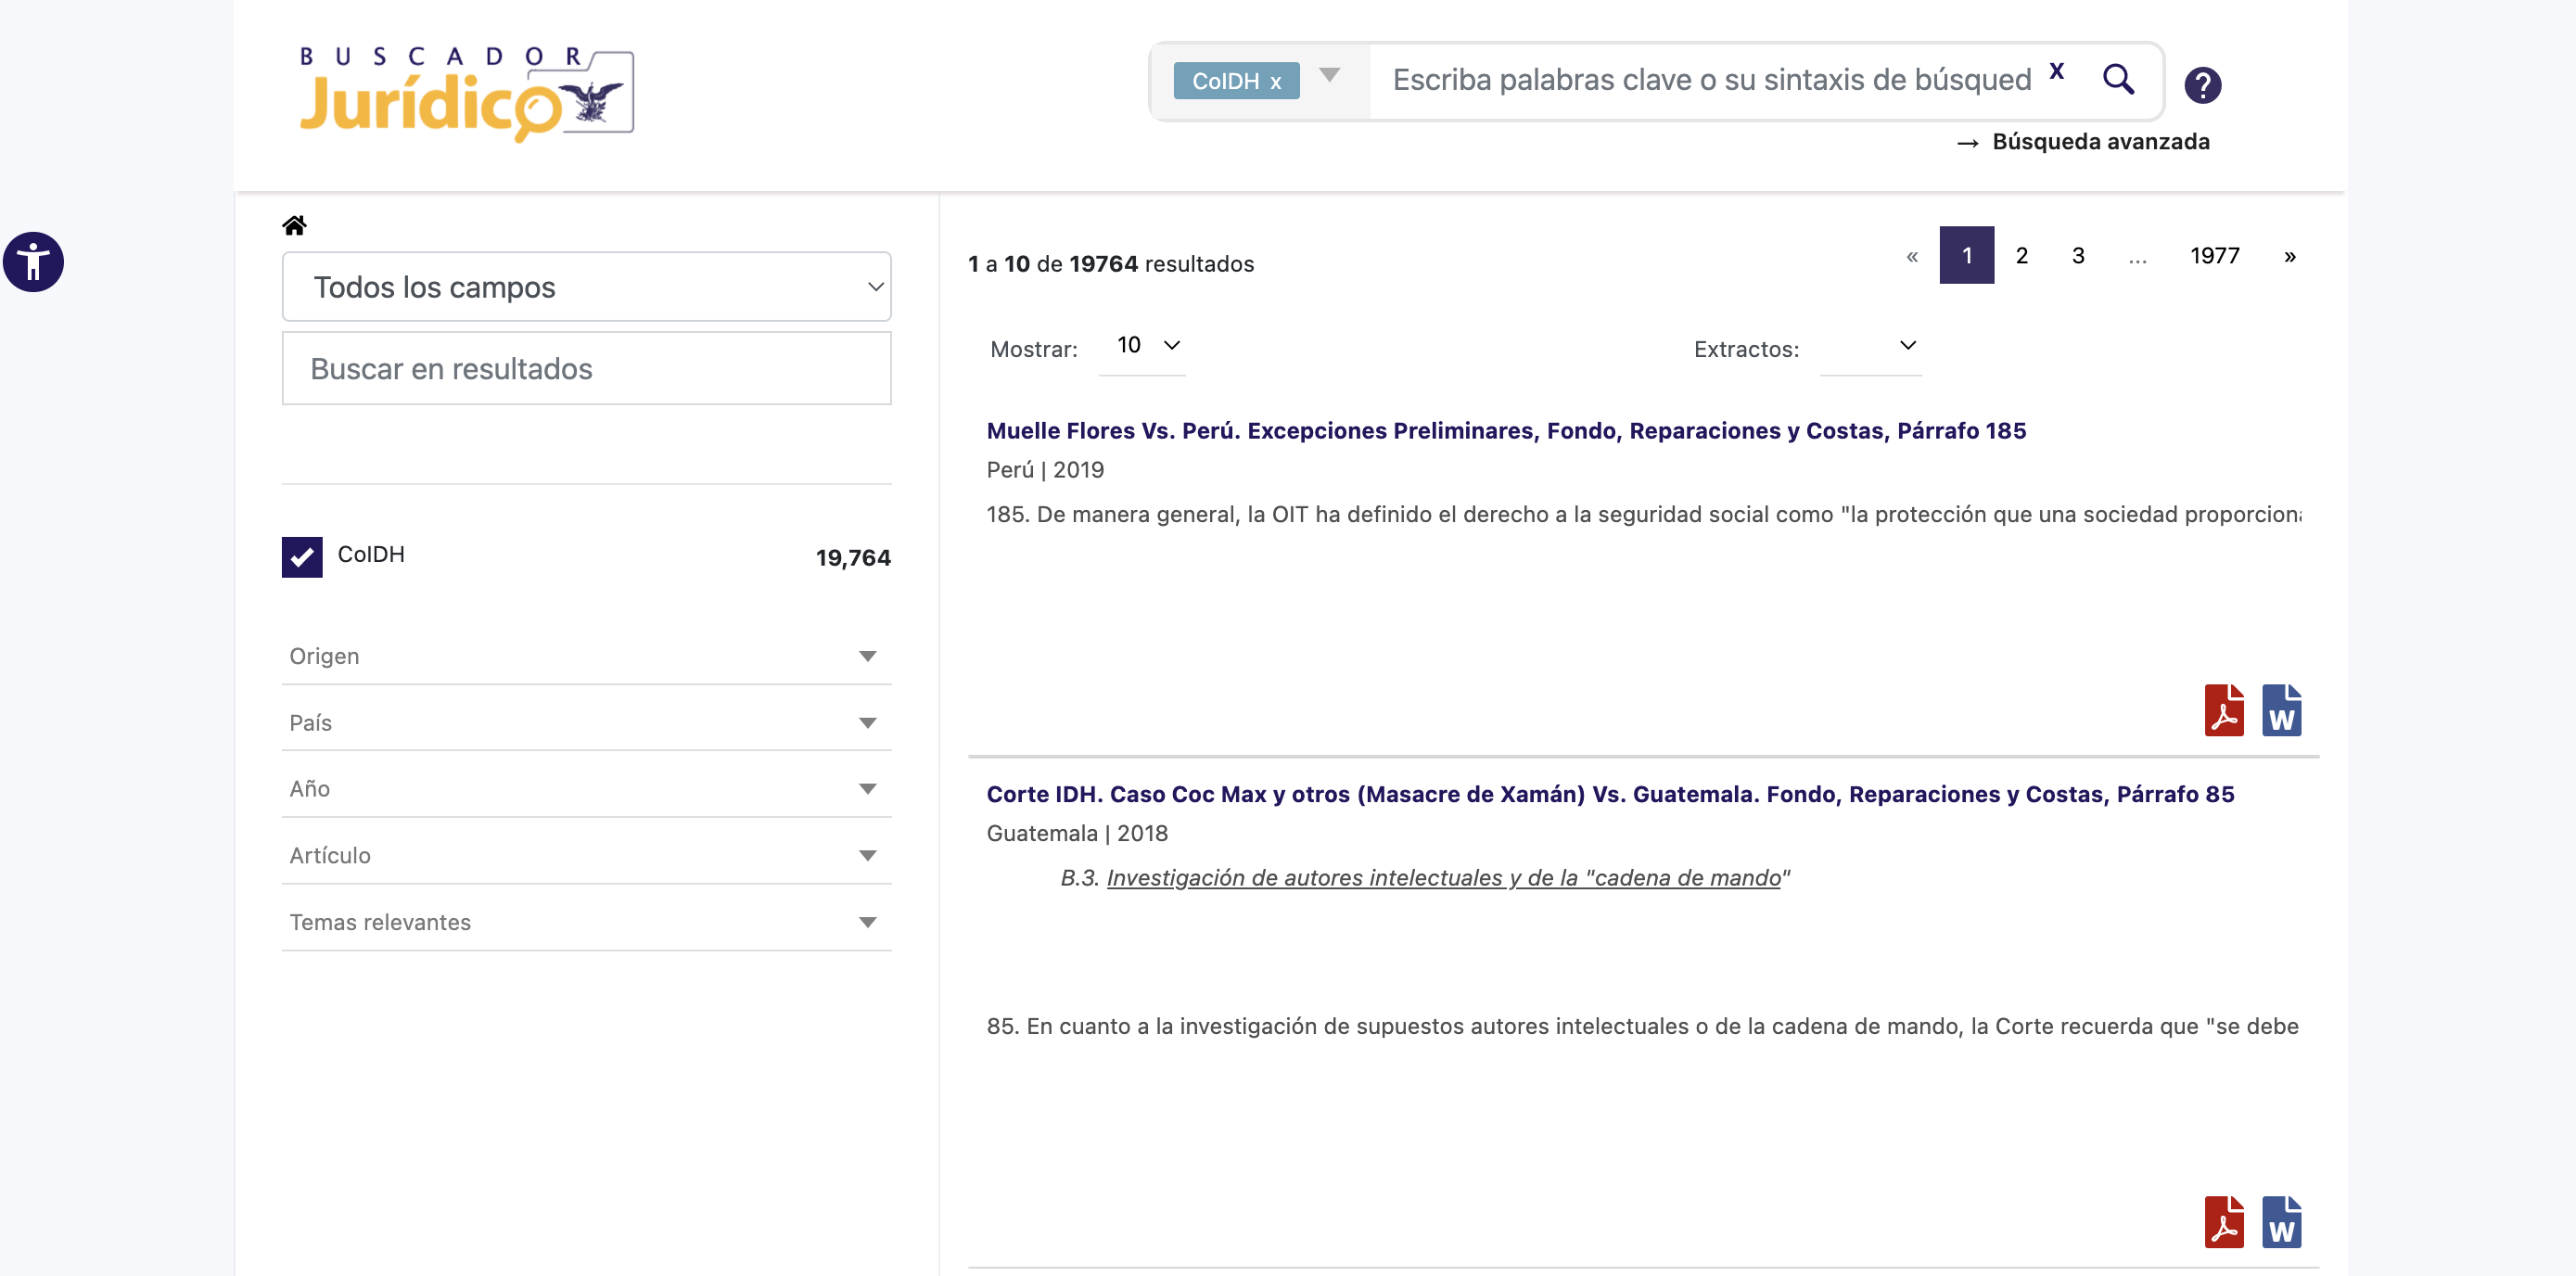 BUSCADOR
Jurídico
CoIDH x
Escriba palabras clave o su sintaxis de búsqued
x
?
→ Búsqueda avanzada
Todos los campos
Buscar en resultados
CoIDH 19,764
Origen
País
Año
Artículo
Temas relevantes
1 a 10 de 19764 resultados
« 1 2 3 ... 1977 »
Mostrar: 10
Extractos:
Muelle Flores Vs. Perú. Excepciones Preliminares, Fondo, Reparaciones y Costas, Párrafo 185
Perú | 2019
185. De manera general, la OIT ha definido el derecho a la seguridad social como "la protección que una sociedad proporciona
Corte IDH. Caso Coc Max y otros (Masacre de Xamán) Vs. Guatemala. Fondo, Reparaciones y Costas, Párrafo 85
Guatemala | 2018
B.3. Investigación de autores intelectuales y de la "cadena de mando"
85. En cuanto a la investigación de supuestos autores intelectuales o de la cadena de mando, la Corte recuerda que "se debe
W
W